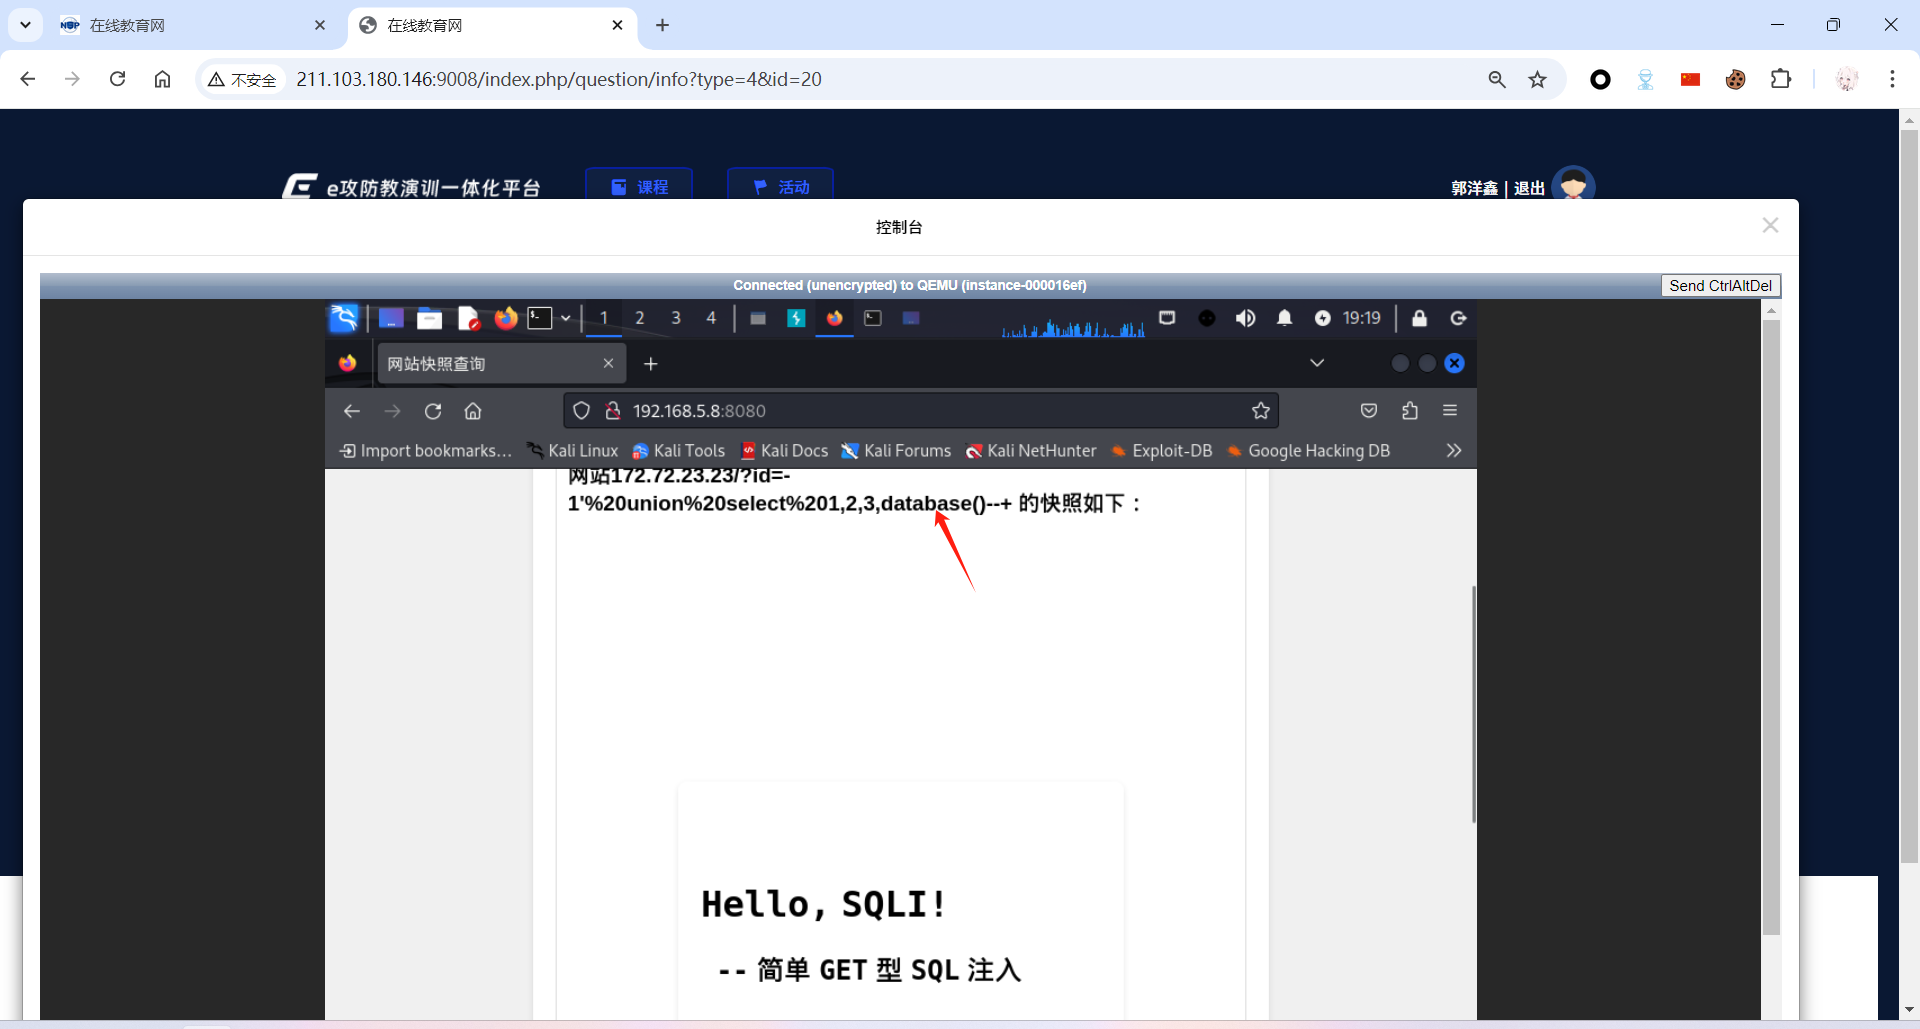 在线教育网
在线教育网
不安全
211.103.180.146:9008/index.php/question/info?type=4&id=20
e攻防教演训一体化平台
课程
活动
郭洋鑫 | 退出
控制台
Connected (unencrypted) to QEMU (instance-000016ef)
Send CtrlAltDel
1 2 3 4
19:19
网站快照查询
192.168.5.8:8080
Import bookmarks... Kali Linux Kali Tools Kali Docs Kali Forums Kali NetHunter Exploit-DB Google Hacking DB
网站172.72.23.23/?id=-
1'%20union%20select%201,2,3,database()--+ 的快照如下：
Hello, SQLI!
-- 简单 GET 型 SQL 注入